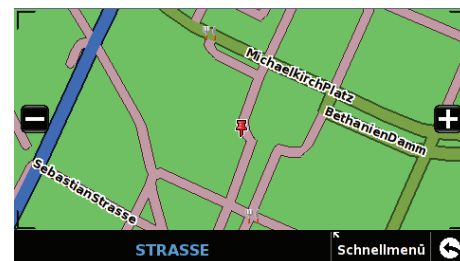 MichaelkirchPlatz
BethanienDamm
SebastianStrasse
STRASSE
Schnellmenü